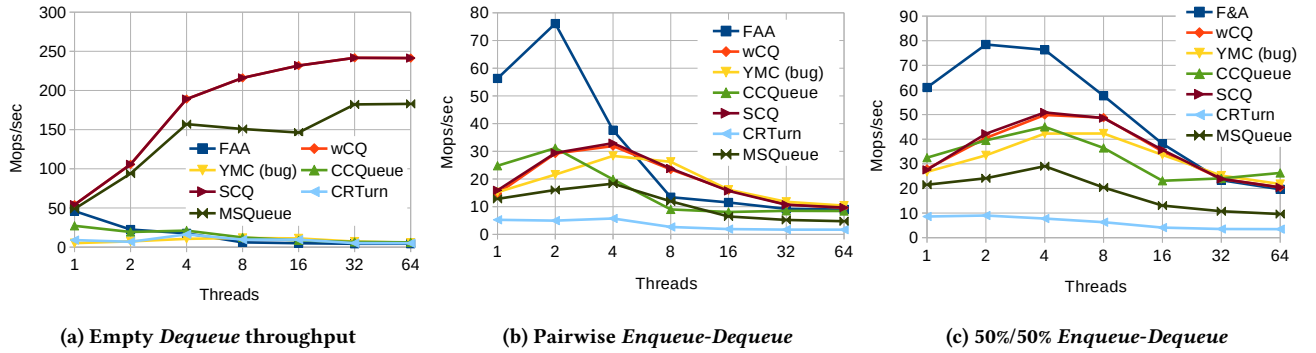 300
250
200
150
100
50
0
Mops/sec
FAA
wCQ
YMC (bug)
CCQueue
SCQ
CRTurn
MSQueue
1 2 4 8 16 32 64
Threads
(a) Empty Dequeue throughput
80
70
60
50
40
30
20
10
0
Mops/sec
FAA
wCQ
YMC (bug)
CCQueue
SCQ
CRTurn
MSQueue
1 2 4 8 16 32 64
Threads
(b) Pairwise Enqueue-Dequeue
90
80
70
60
50
40
30
20
10
0
Mops/sec
F&A
wCQ
YMC (bug)
CCQueue
SCQ
CRTurn
MSQueue
1 2 4 8 16 32 64
Threads
(c) 50%/50% Enqueue-Dequeue